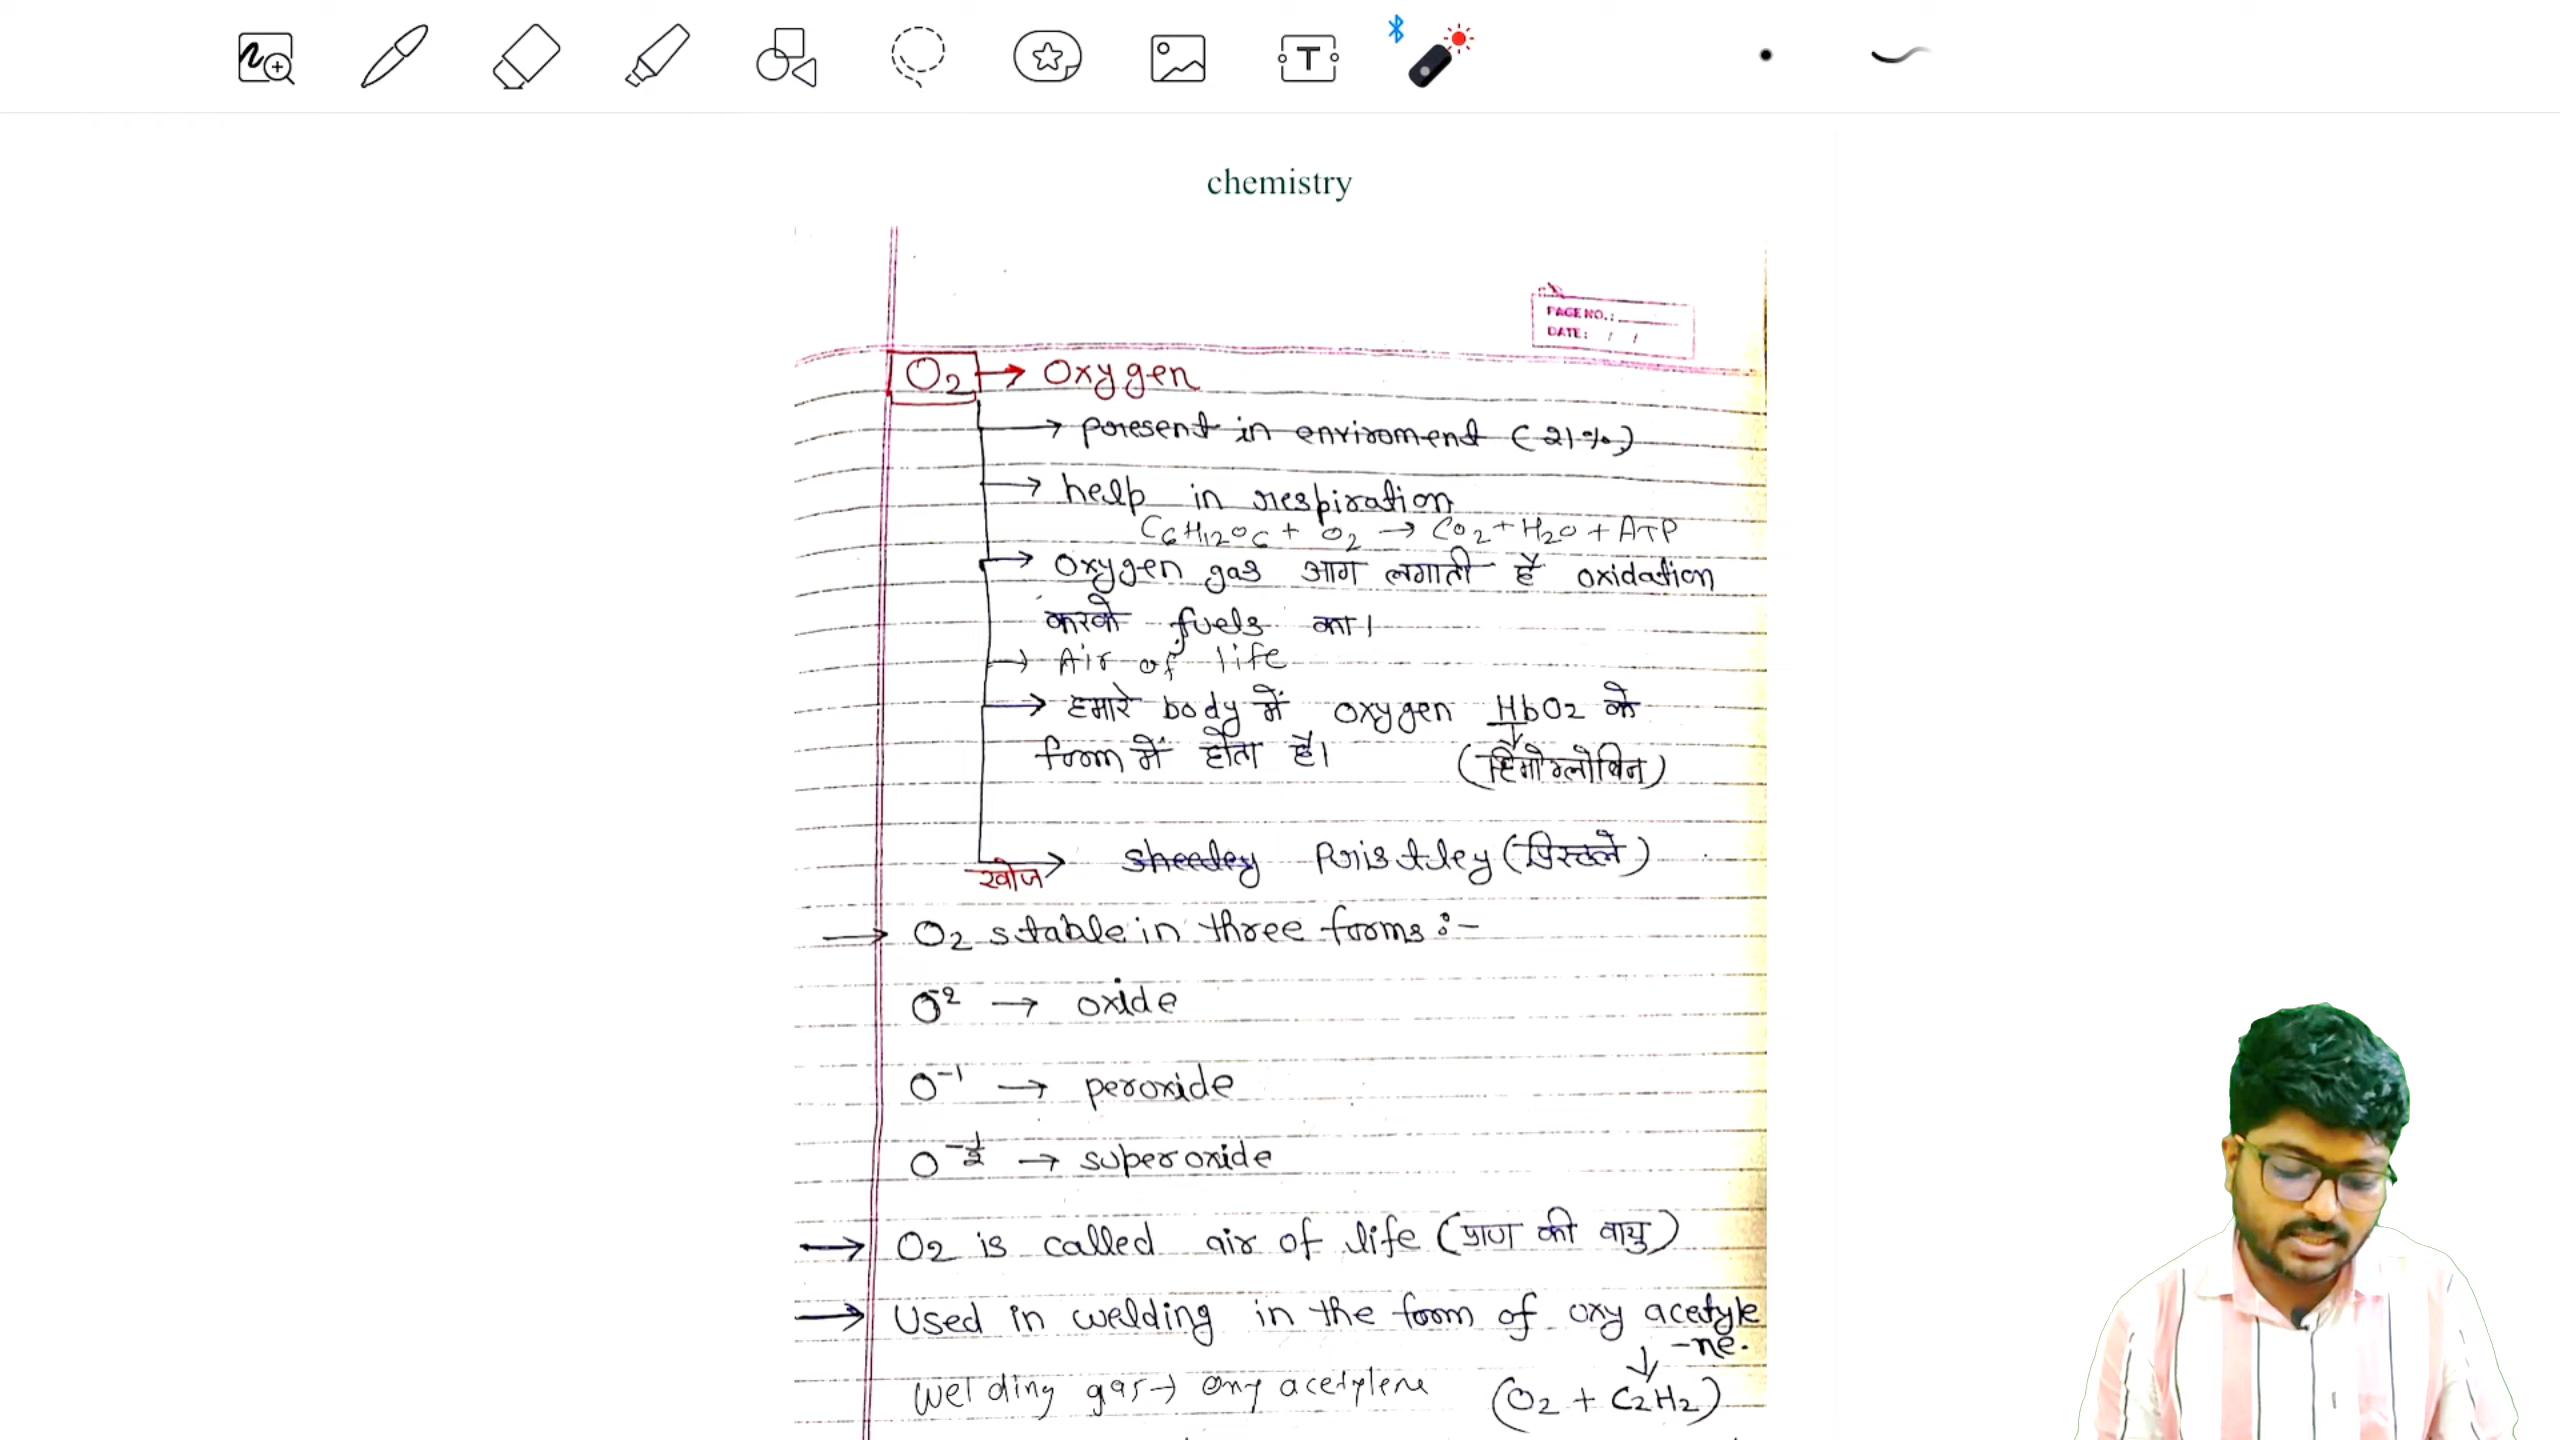 T
chemistry
PAGE NO.:
DATE: / /
O2 → Oxygen
→ present in enviroment (21%)
→ help in respiration
C6H12O6 + O2 → CO2 + H2O + ATP
→ Oxygen gas आग लगाती है oxidation
करके fuels का।
→ Air of life
→ हमारे body में oxygen HbO2 के
form में होता है। (हिमोग्लोबिन)
खोज → sheeley Pristley (प्रिस्टले)
→ O2 stable in three forms :-
O-2 → oxide
O-1 → peroxide
O-1/2 → superoxide
→ O2 is called air of life (प्राण की वायु)
→ Used in welding in the form of oxy acetyle
-ne.
welding gas → oxy acetylene (O2 + C2H2)